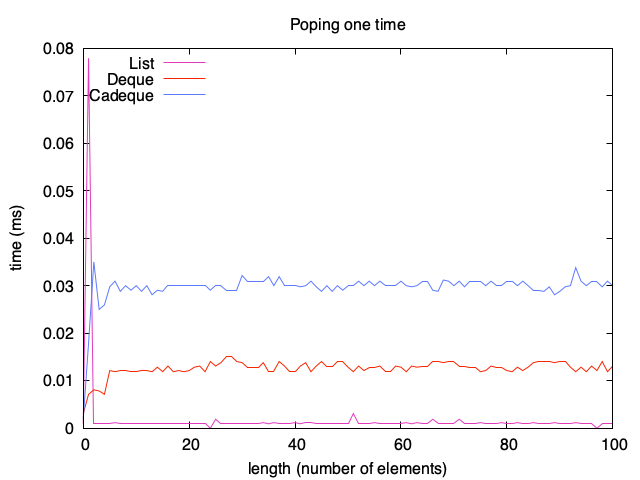 Poping one time
List
Deque
Cadeque
0.08
0.07
0.06
0.05
0.04
0.03
0.02
0.01
0
time (ms)
0 20 40 60 80 100
length (number of elements)